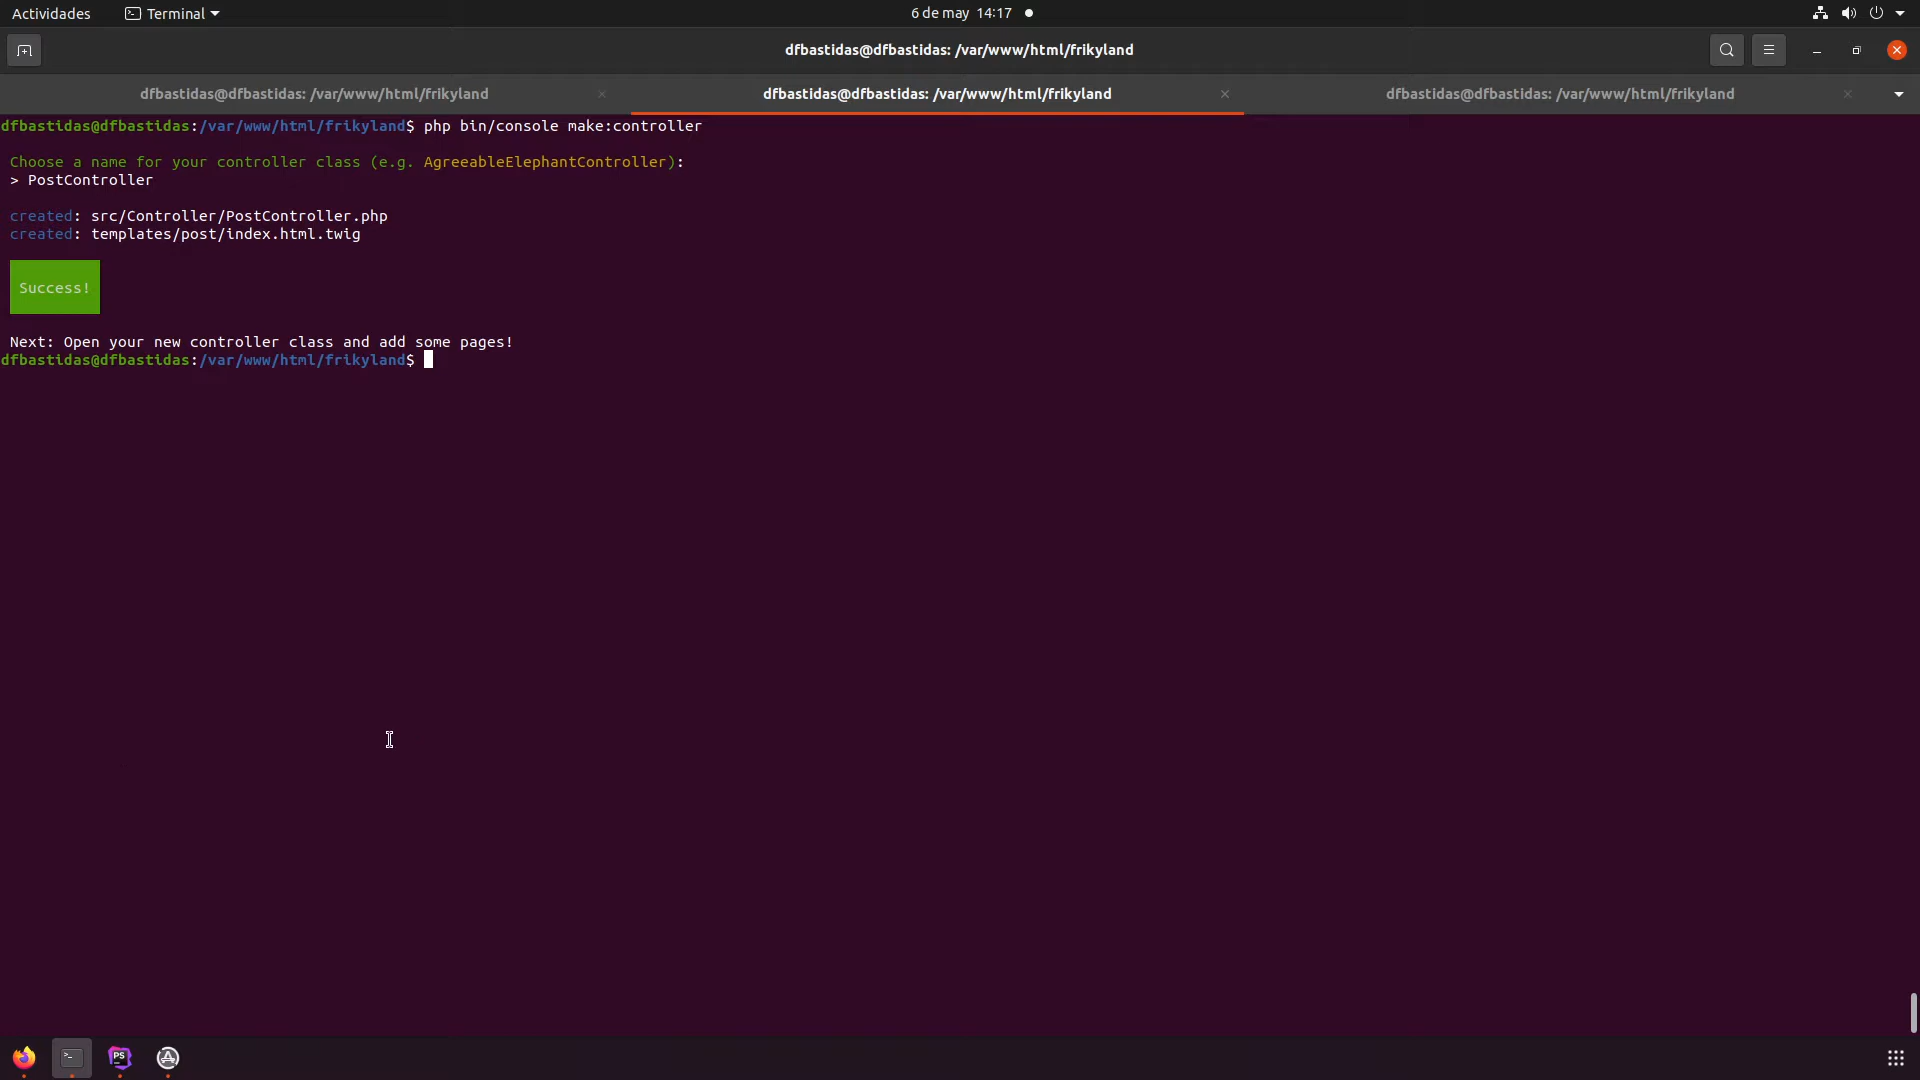 Actividades Terminal 6 de may 14:17
dfbastidas@dfbastidas: /var/www/html/frikyland
dfbastidas@dfbastidas: /var/www/html/frikyland dfbastidas@dfbastidas: /var/www/html/frikyland dfbastidas@dfbastidas: /var/www/html/frikyland
dfbastidas@dfbastidas:/var/www/html/frikyland$ php bin/console make:controller
Choose a name for your controller class (e.g. AgreeableElephantController):
> PostController
created: src/Controller/PostController.php
created: templates/post/index.html.twig
Success!
Next: Open your new controller class and add some pages!
dfbastidas@dfbastidas:/var/www/html/frikyland$
PS